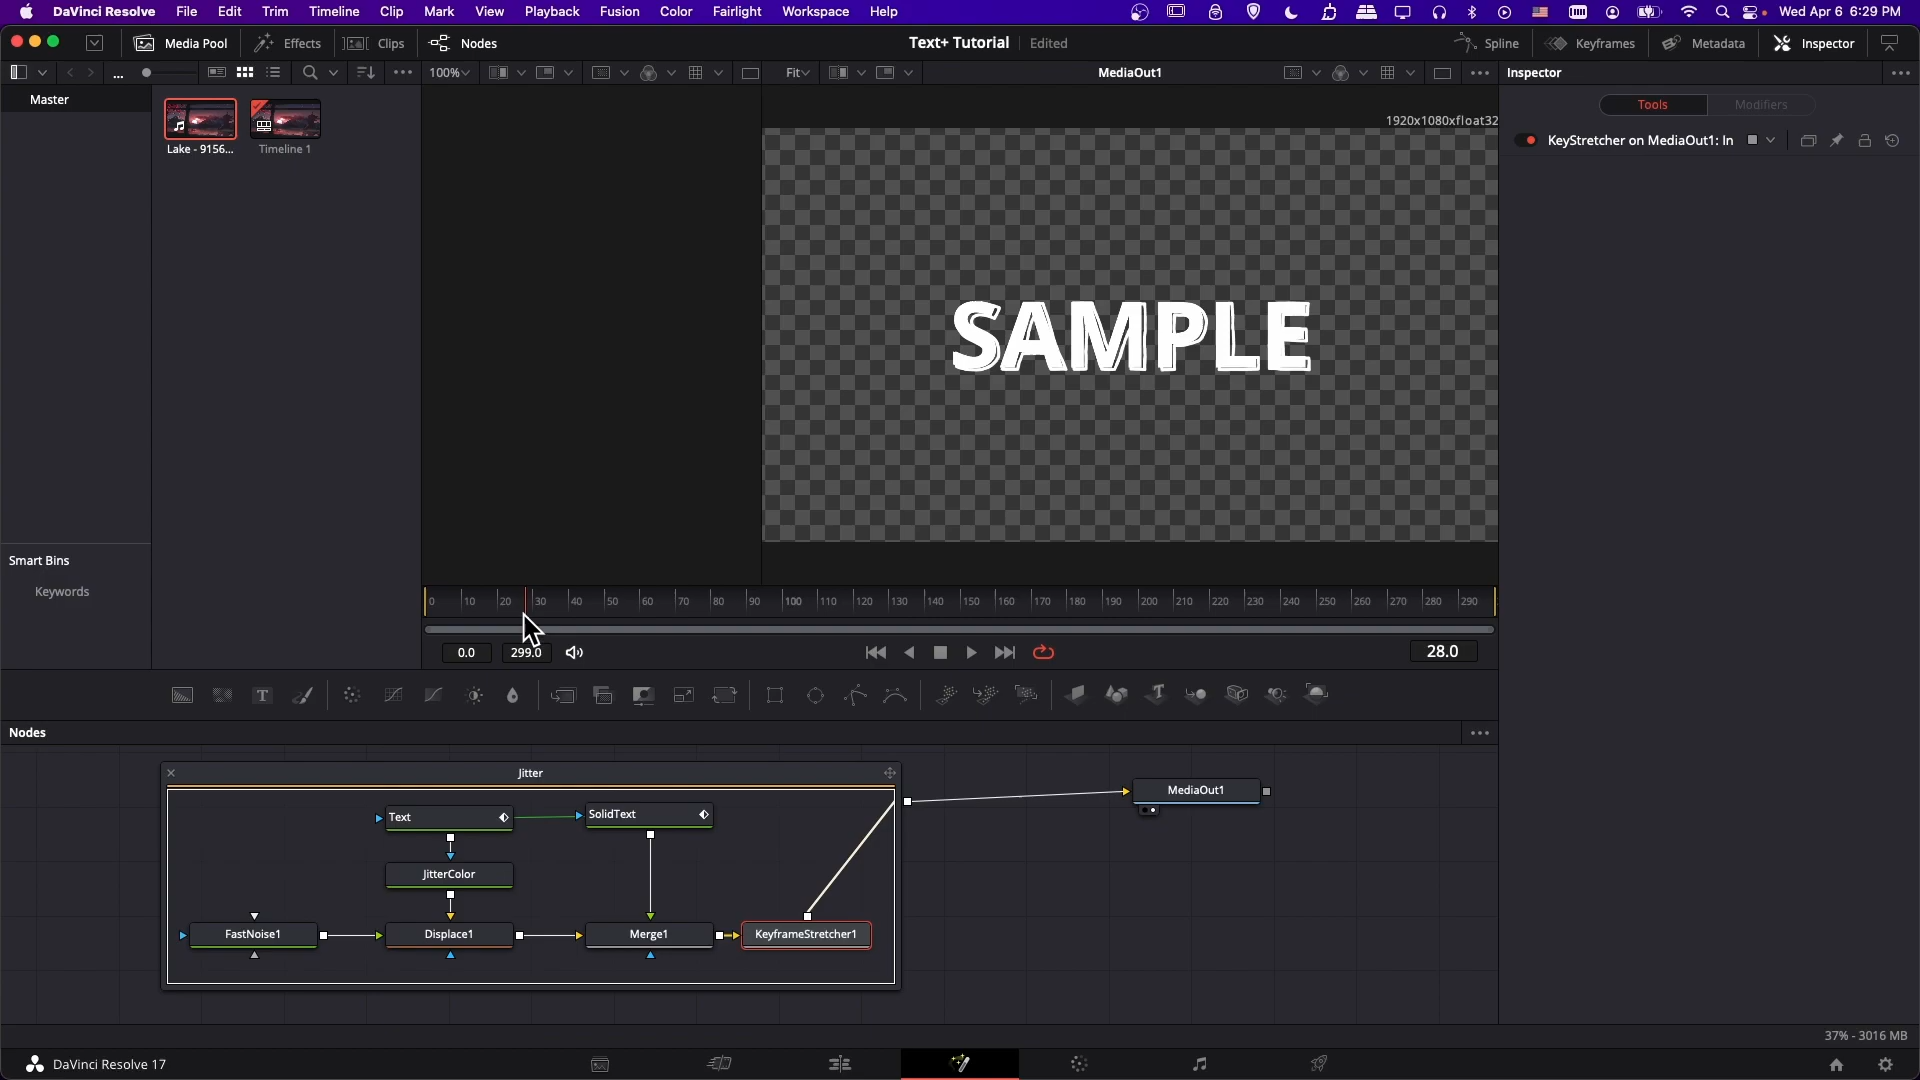 DaVinci Resolve File Edit Trim Timeline Clip Mark View Playback Fusion Color Fairlight Workspace Help Wed Apr 6 6:29 PM
Media Pool Effects Clips Nodes Text+ Tutorial Edited Spline Keyframes Metadata Inspector
... 100% Fit MediaOut1 Inspector
Master
Tools Modifiers
1920x1080xfloat32
KeyStretcher on MediaOut1: In
Lake - 9156... Timeline 1
SAMPLE
Smart Bins
Keywords
0 10 20 30 40 50 60 70 80 90 100 110 120 130 140 150 160 170 180 190 200 210 220 230 240 250 260 270 280 290
0.0 299.0 28.0
Nodes
Jitter
Text SolidText MediaOut1
JitterColor
FastNoise1 Displace1 Merge1 KeyframeStretcher1
37% - 3016 MB
DaVinci Resolve 17